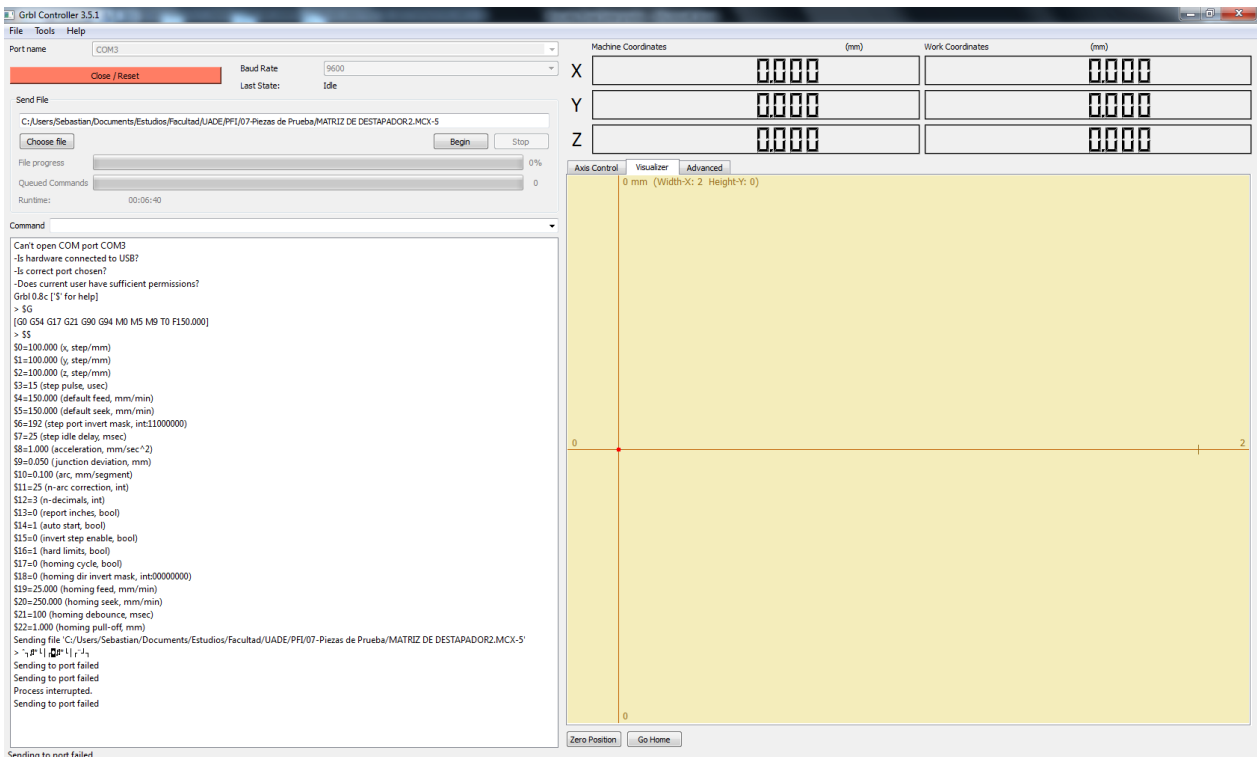 Grbl Controller 3.5.1
File Tools Help
Port name COM3
Close / Reset
Baud Rate 9600
Last State: Idle
Send File
C:/Users/Sebastian/Documents/Estudios/Facultad/UADE/PFI/07-Piezas de Prueba/MATRIZ DE DESTAPADOR2.MCX-5
Choose file Begin Stop
File progress 0%
Queued Commands 0
Runtime: 00:06:40
Command
Can't open COM port COM3
-Is hardware connected to USB?
-Is correct port chosen?
-Does current user have sufficient permissions?
Grbl 0.8c ['$' for help]
> $G
[G0 G54 G17 G21 G90 G94 M0 M5 M9 T0 F150.000]
> $$
$0=100.000 (x, step/mm)
$1=100.000 (y, step/mm)
$2=100.000 (z, step/mm)
$3=15 (step pulse, usec)
$4=150.000 (default feed, mm/min)
$5=150.000 (default seek, mm/min)
$6=192 (step port invert mask, int:11000000)
$7=25 (step idle delay, msec)
$8=1.000 (acceleration, mm/sec^2)
$9=0.050 (junction deviation, mm)
$10=0.100 (arc, mm/segment)
$11=25 (n-arc correction, int)
$12=3 (n-decimals, int)
$13=0 (report inches, bool)
$14=1 (auto start, bool)
$15=0 (invert step enable, bool)
$16=1 (hard limits, bool)
$17=0 (homing cycle, bool)
$18=0 (homing dir invert mask, int:00000000)
$19=25.000 (homing feed, mm/min)
$20=250.000 (homing seek, mm/min)
$21=100 (homing debounce, msec)
$22=1.000 (homing pull-off, mm)
Sending file 'C:/Users/Sebastian/Documents/Estudios/Facultad/UADE/PFI/07-Piezas de Prueba/MATRIZ DE DESTAPADOR2.MCX-5'
>
Sending to port failed
Sending to port failed
Process interrupted.
Sending to port failed
Sending to port failed
Machine Coordinates (mm) Work Coordinates (mm)
X 0.000 0.000
Y 0.000 0.000
Z 0.000 0.000
Axis Control Visualizer Advanced
0 mm (Width-X: 2 Height-Y: 0)
0 2
0
Zero Position Go Home